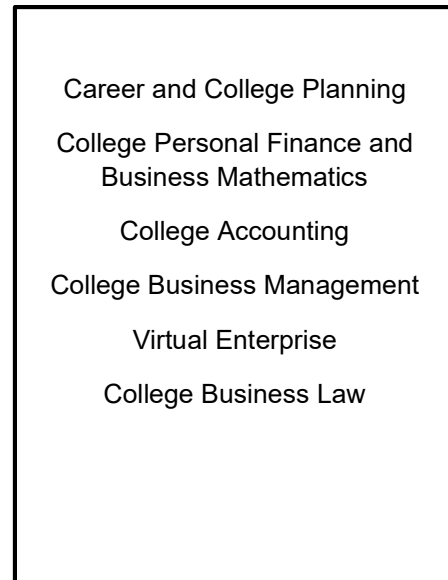 Career and College Planning
College Personal Finance and
Business Mathematics
College Accounting
College Business Management
Virtual Enterprise
College Business Law